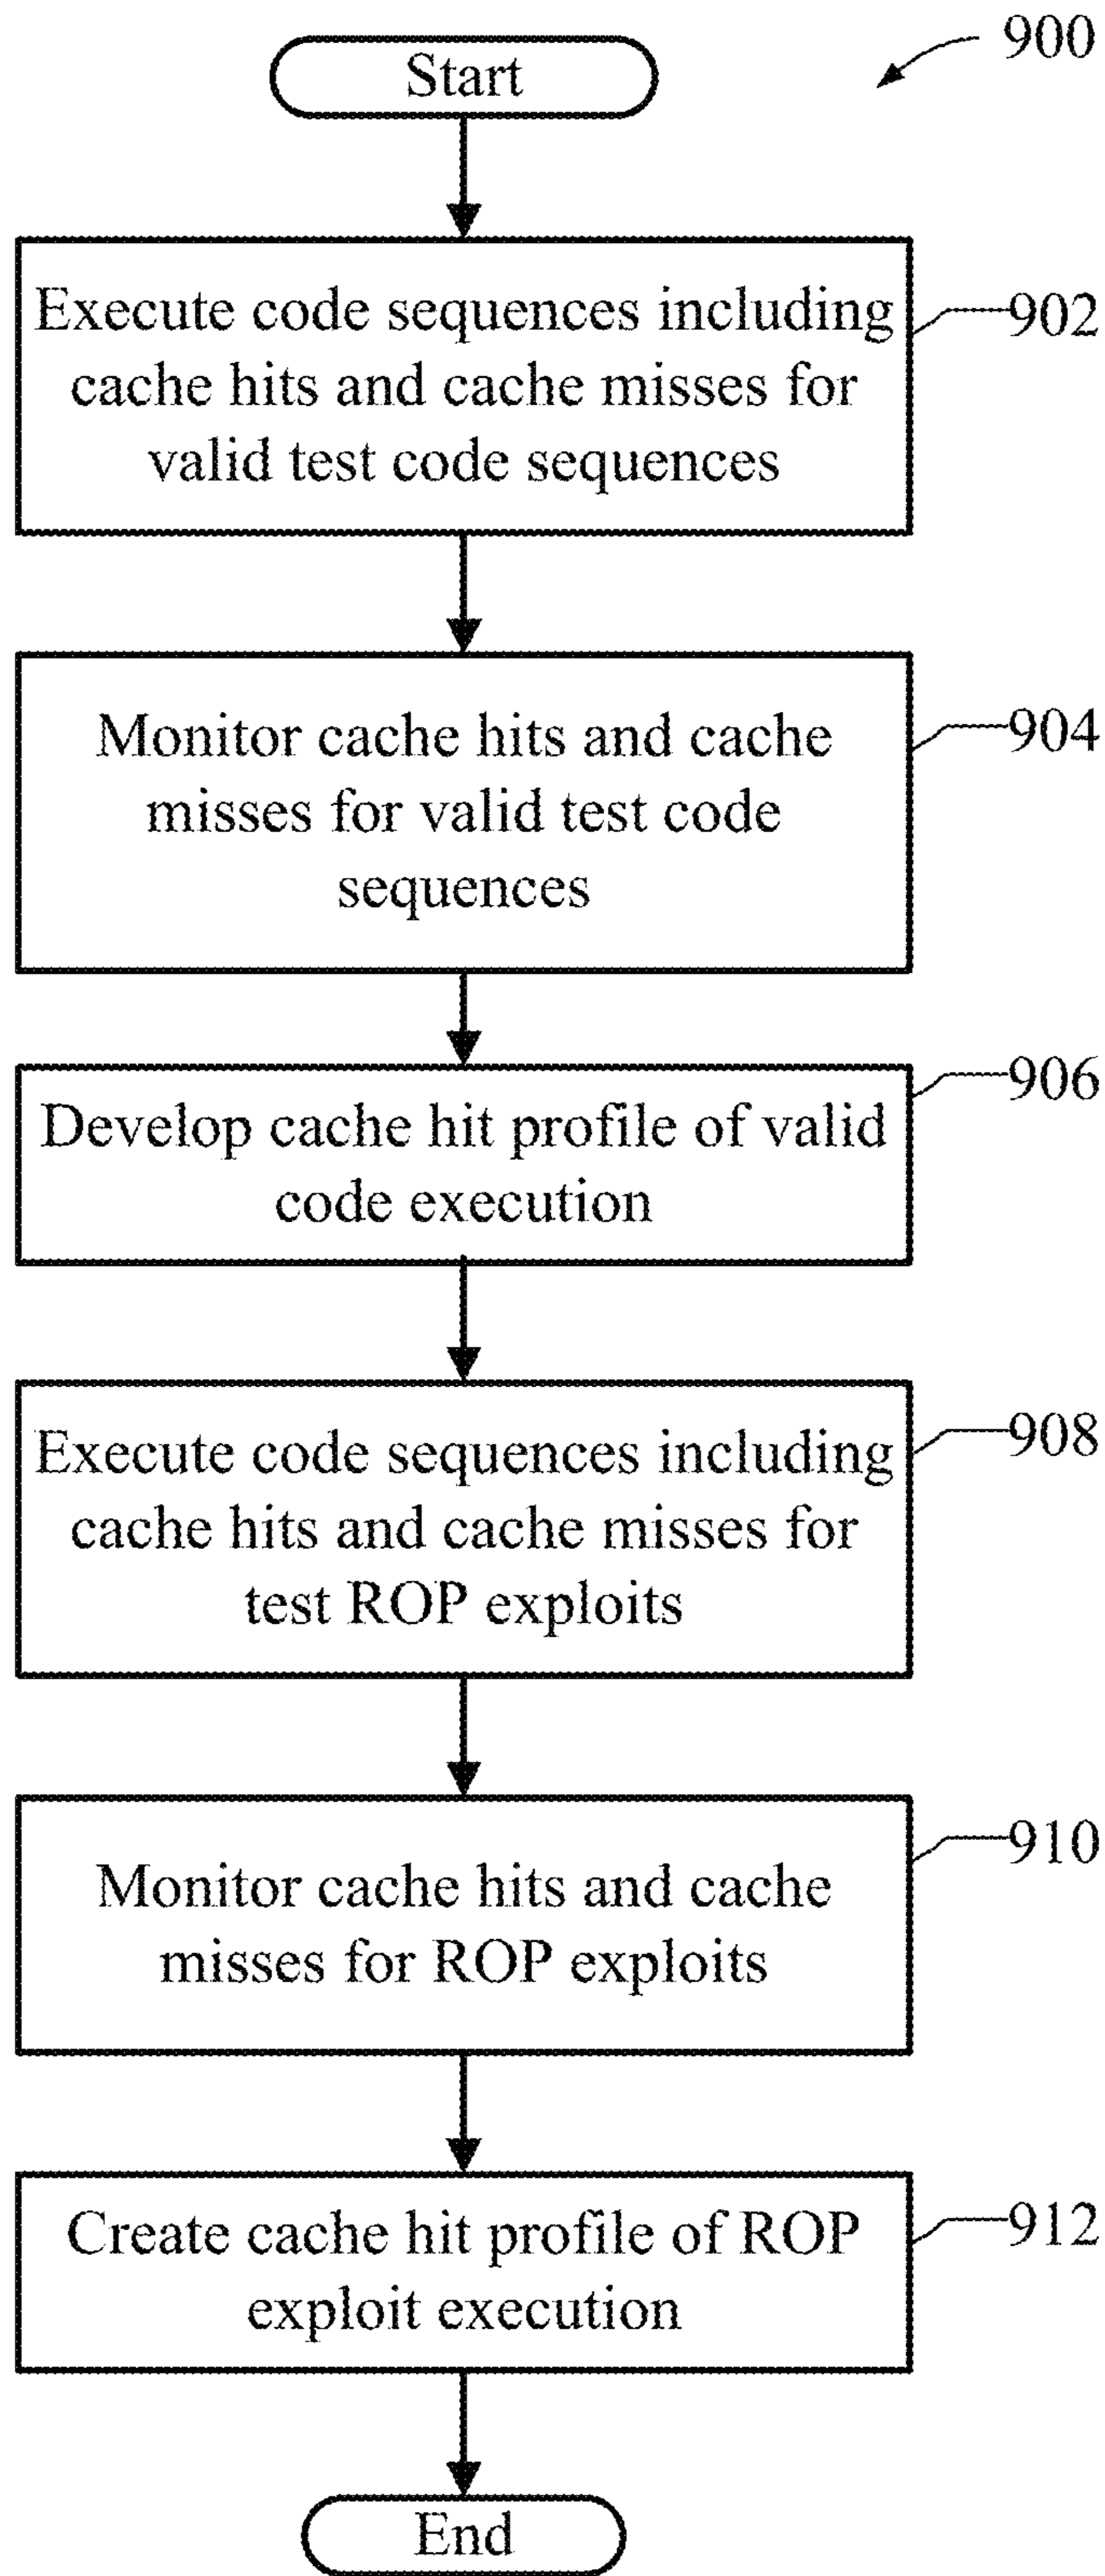 900
Start
Execute code sequences including
cache hits and cache misses for
valid test code sequences
902
Monitor cache hits and cache
misses for valid test code
sequences
904
Develop cache hit profile of valid
code execution
906
Execute code sequences including
cache hits and cache misses for
test ROP exploits
908
Monitor cache hits and cache
misses for ROP exploits
910
Create cache hit profile of ROP
exploit execution
912
End